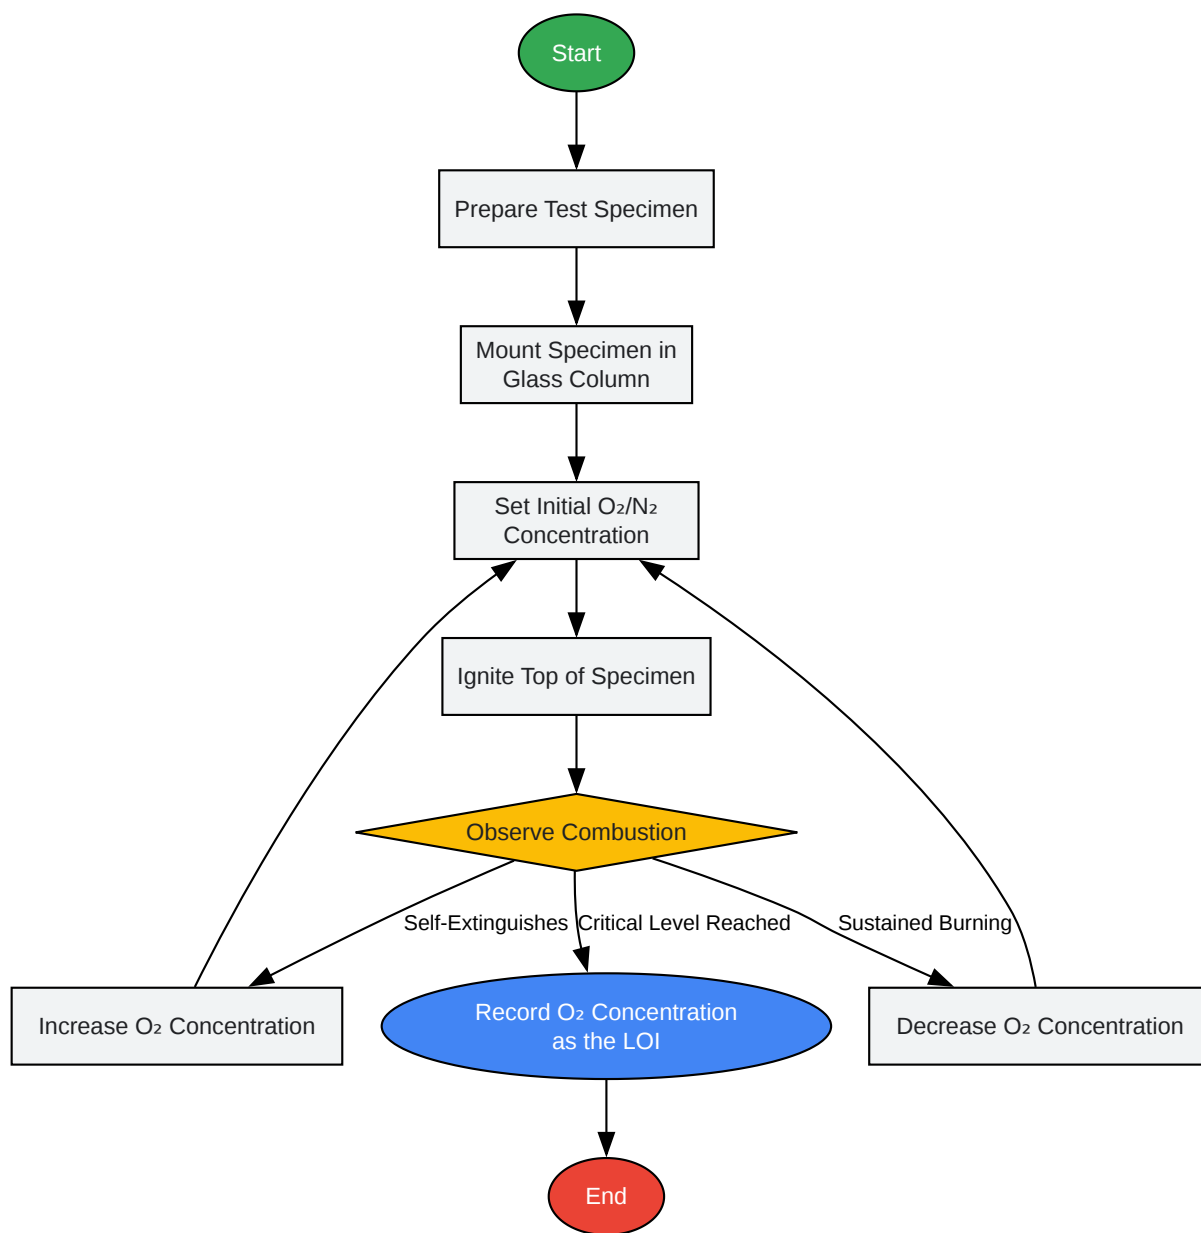 Start
Prepare Test Specimen
Mount Specimen in
Glass Column
Set Initial O₂/N₂
Concentration
Ignite Top of Specimen
Observe Combustion
Self-Extinguishes
Critical Level Reached
Sustained Burning
Increase O₂ Concentration
Record O₂ Concentration
as the LOI
Decrease O₂ Concentration
End